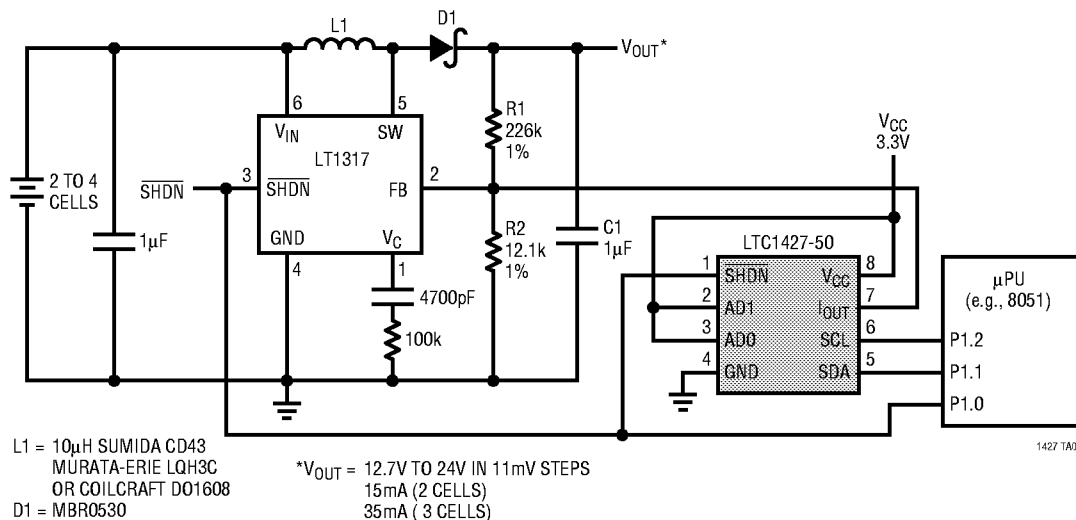 L1
D1
VOUT*
6
5
VIN
SW
LT1317
R1
226k
1%
VCC
3.3V
2 TO 4
CELLS
SHDN
3
SHDN
FB
2
1µF
GND
VC
R2
12.1k
1%
C1
1µF
4
1
4700pF
100k
LTC1427-50
1
SHDN
VCC
8
2
AD1
IOUT
7
3
AD0
SCL
6
4
GND
SDA
5
µPU
(e.g., 8051)
P1.2
P1.1
P1.0
L1 = 10µH SUMIDA CD43
MURATA-ERIE LQH3C
OR COILCRAFT DO1608
D1 = MBR0530
*VOUT = 12.7V TO 24V IN 11mV STEPS
15mA ( 2 CELLS)
35mA ( 3 CELLS)
1427